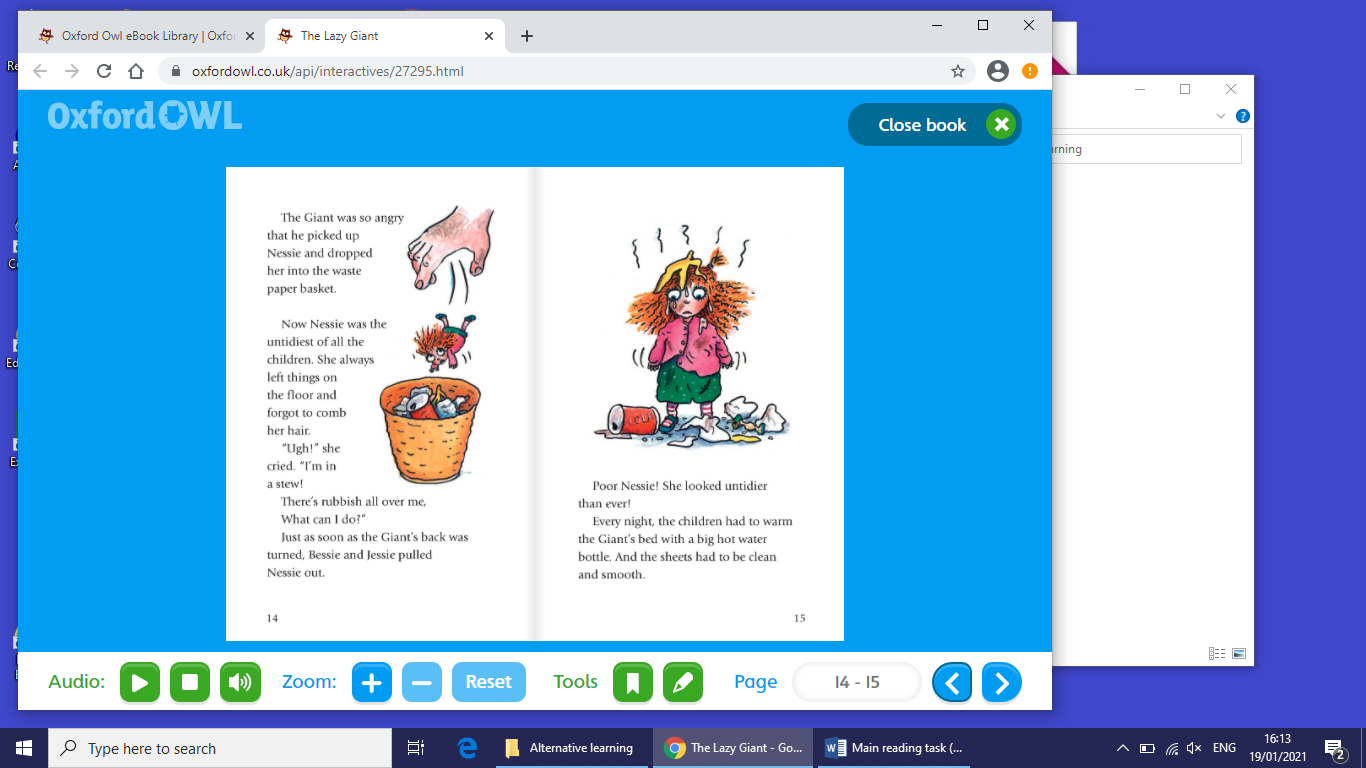 Oxford Owl eBook Library | Oxfor
The Lazy Giant
oxfordowl.co.uk/api/interactives/27295.html
Oxford OWL
Close book
The Giant was so angry
that he picked up
Nessie and dropped
her into the waste
paper basket.
Now Nessie was the
untidiest of all the
children. She always
left things on
the floor and
forgot to comb
her hair.
"Ugh!" she
cried. "I'm in
a stew!
There's rubbish all over me,
What can I do?"
Just as soon as the Giant's back was
turned, Bessie and Jessie pulled
Nessie out.
14
Poor Nessie! She looked untidier
than ever!
Every night, the children had to warm
the Giant's bed with a big hot water
bottle. And the sheets had to be clean
and smooth.
15
Audio:
Zoom:
Reset
Tools
Page
14 - 15
Type here to search
Alternative learning
The Lazy Giant - Go...
Main reading task (...
ENG
16:13
19/01/2021
2